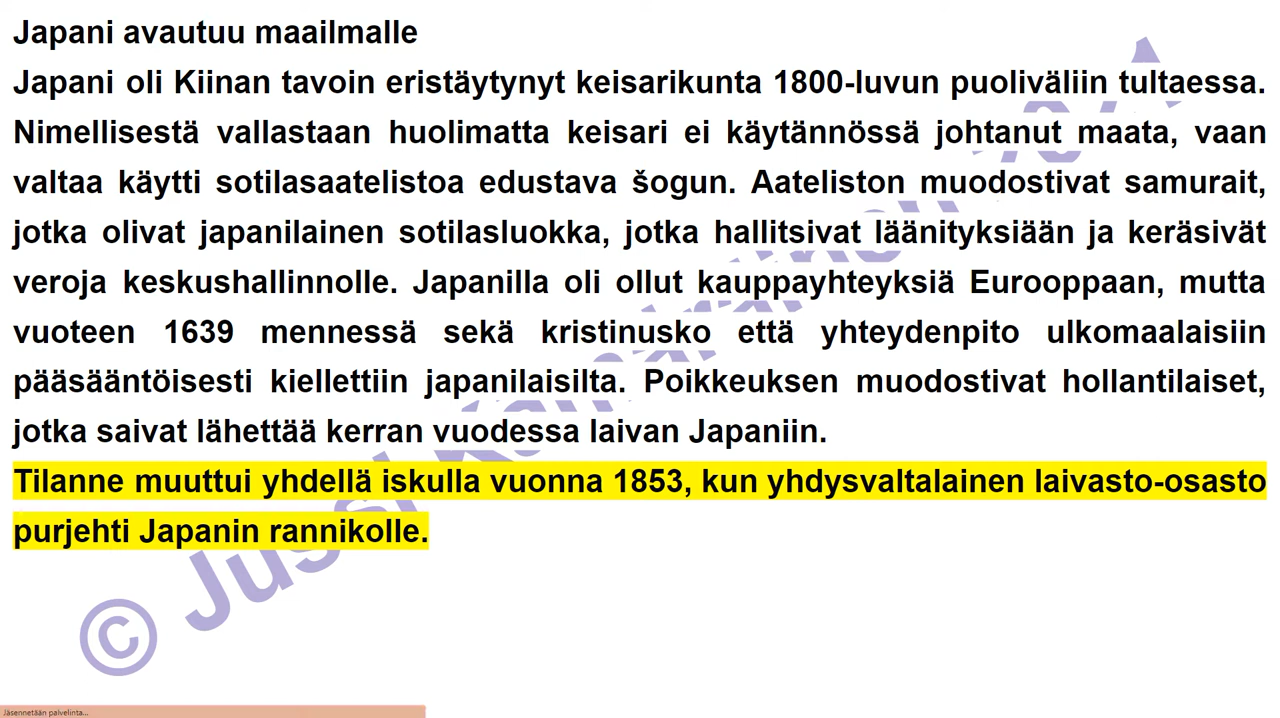 Japani avautuu maailmalle
Japani oli Kiinan tavoin eristäytynyt keisarikunta 1800-luvun puoliväliin tultaessa.
Nimellisestä vallastaan huolimatta keisari ei käytännössä johtanut maata, vaan
valtaa käytti sotilasaatelistoa edustava šogun. Aateliston muodostivat samurait,
jotka olivat japanilainen sotilasluokka, jotka hallitsivat läänityksiään ja keräsivät
veroja keskushallinnolle. Japanilla oli ollut kauppayhteyksiä Eurooppaan, mutta
vuoteen 1639 mennessä sekä kristinusko että yhteydenpito ulkomaalaisiin
pääsääntöisesti kiellettiin japanilaisilta. Poikkeuksen muodostivat hollantilaiset,
jotka saivat lähettää kerran vuodessa laivan Japaniin.
Tilanne muuttui yhdellä iskulla vuonna 1853, kun yhdysvaltalainen laivasto-osasto
purjehti Japanin rannikolle.
© Jussi
Jäsennetään palvelinta...